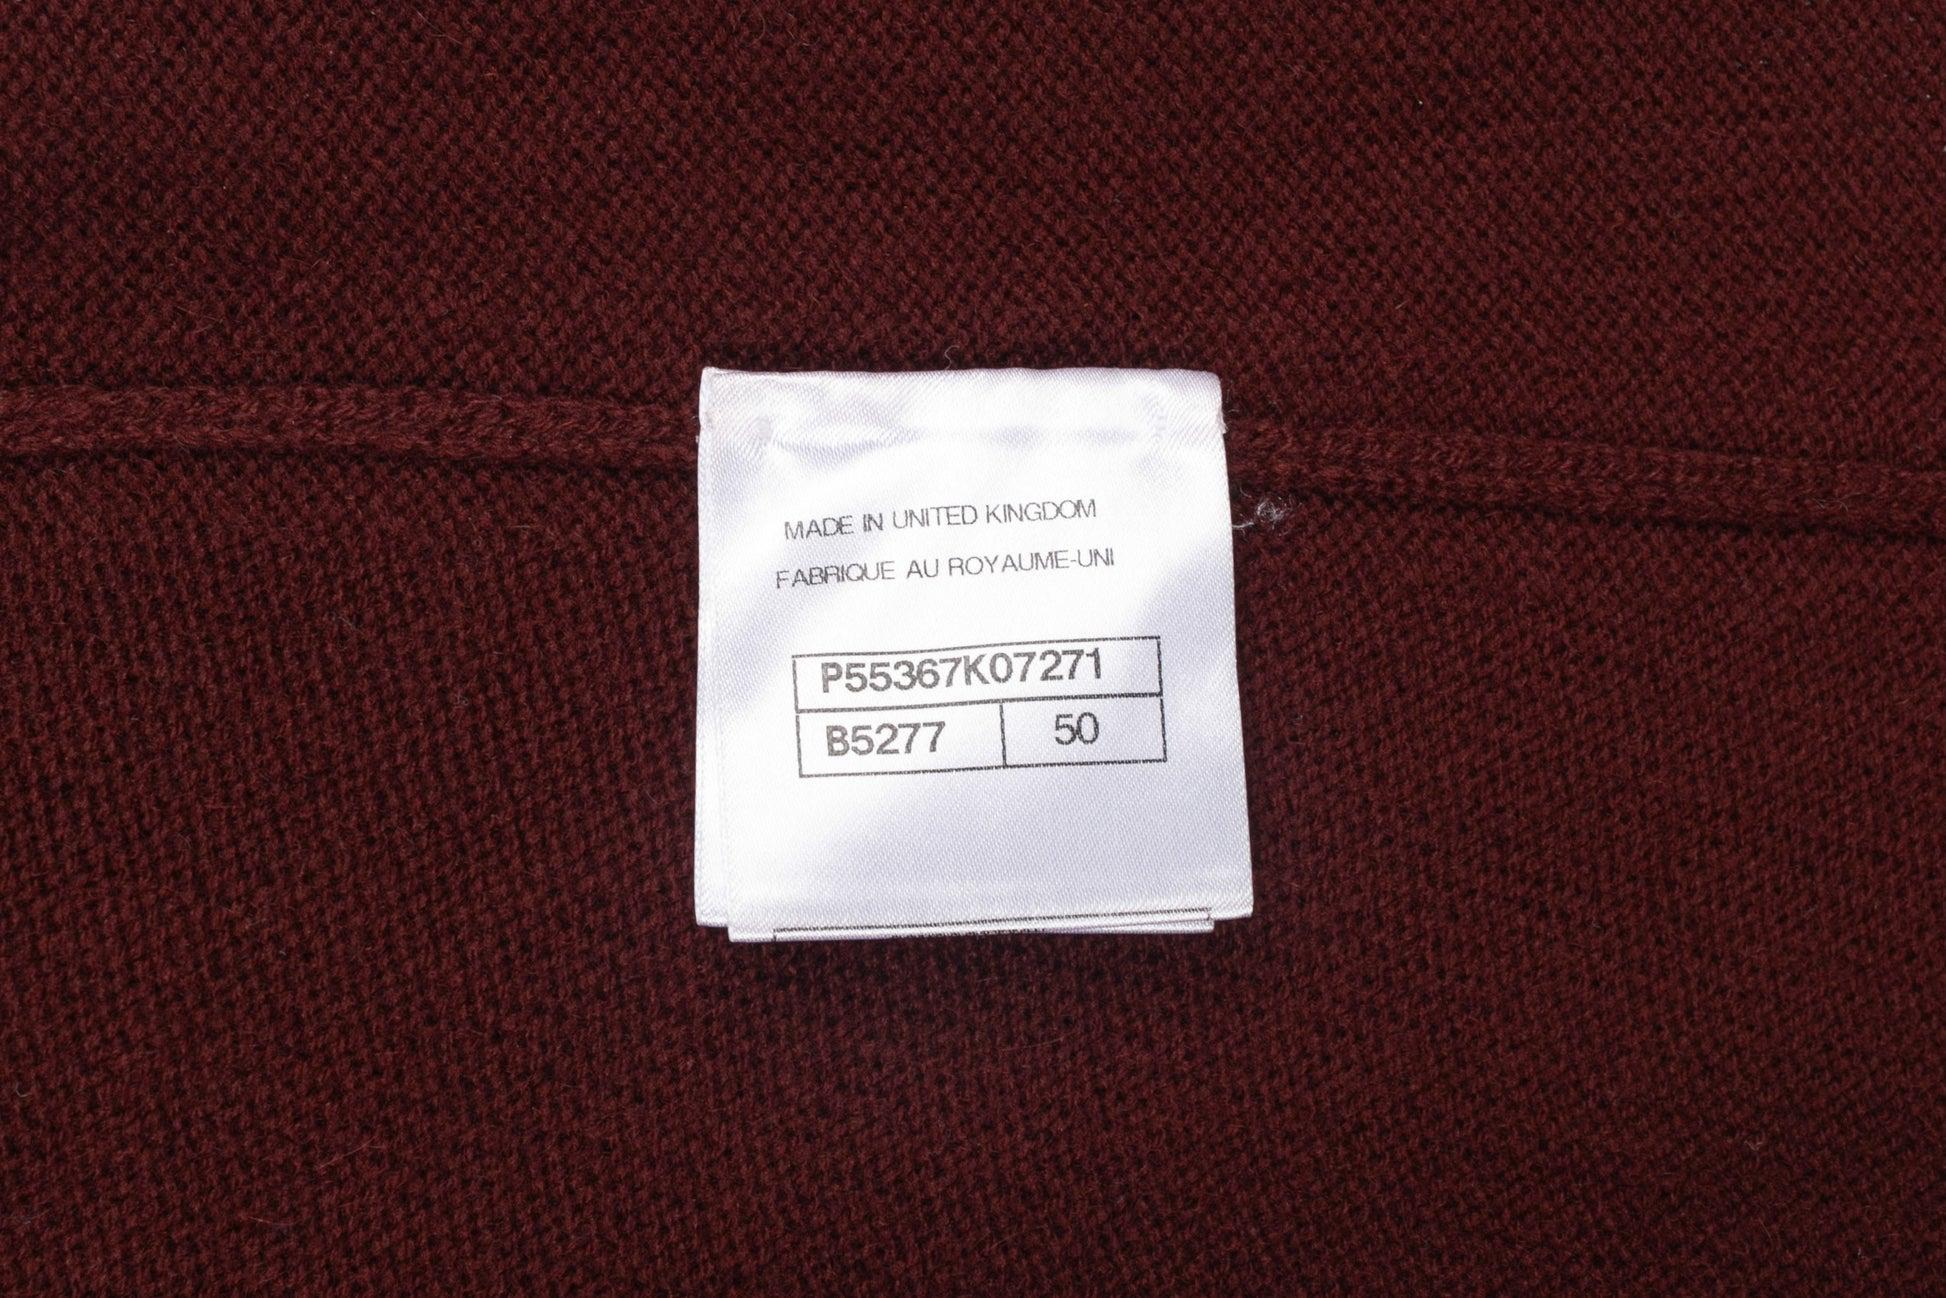 MADE IN UNITED KINGDOM
FABRIQUE AU ROYAUME-UNI
P55367K07271
B5277 50